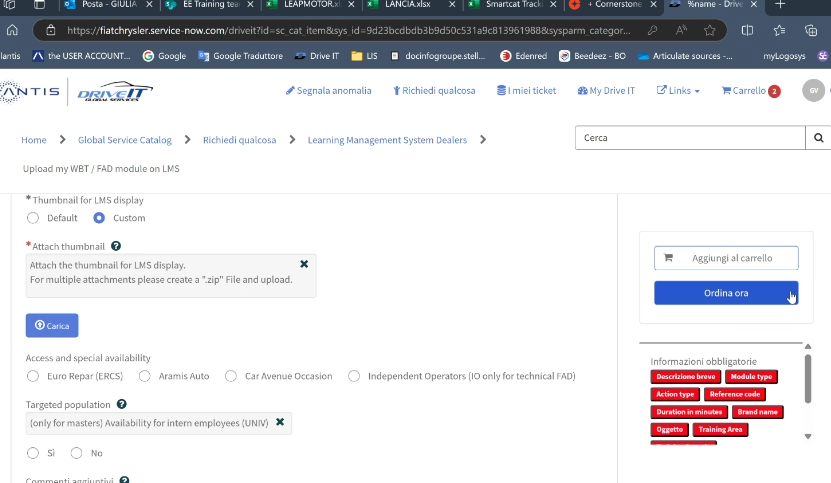 Posta - GIULIA
EE Training tea
LEAPMOTOR.xl
LANCIA.xlsx
Smartcat Tracki
+ Cornerstone
%name - Drive
https://fiatchrysler.service-now.com/driveit?id=sc_cat_item&sys_id=9d23bcdbdb3b9d50c531a9c813961988&sysparm_categor...
lantis
the USER ACCOUNT...
Google
Google Traduttore
Drive IT
LIS
docinfogroupe.stell...
Edenred
Beedeez - BO
Articulate sources -...
myLogosys
ANTIS
DRIVEIT
GLOBAL SERVICES
Segnala anomalia
Richiedi qualcosa
I miei ticket
My Drive IT
Links
Carrello 2
GV
Home > Global Service Catalog > Richiedi qualcosa > Learning Management System Dealers >
Cerca
Upload my WBT / FAD module on LMS
* Thumbnail for LMS display
Default
Custom
* Attach thumbnail
Attach the thumbnail for LMS display.
For multiple attachments please create a ".zip" File and upload.
Carica
Access and special availability
Euro Repar (ERCS)
Aramis Auto
Car Avenue Occasion
Independent Operators (IO only for technical FAD)
Targeted population
(only for masters) Availability for intern employees (UNIV)
Sì
No
Commenti aggiuntivi
Aggiungi al carrello
Ordina ora
Informazioni obbligatorie
Descrizione breve
Module type
Action type
Reference code
Duration in minutes
Brand name
Oggetto
Training Area